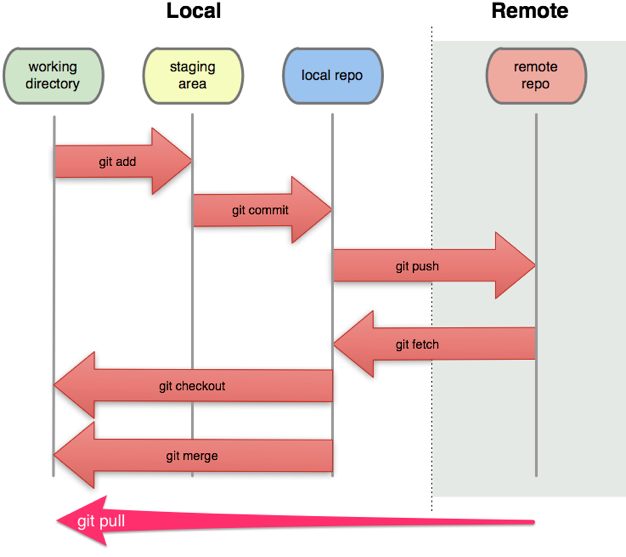 Local
Remote
working
directory
staging
area
local repo
remote
repo
git add
git commit
git push
git fetch
git checkout
git merge
git pull